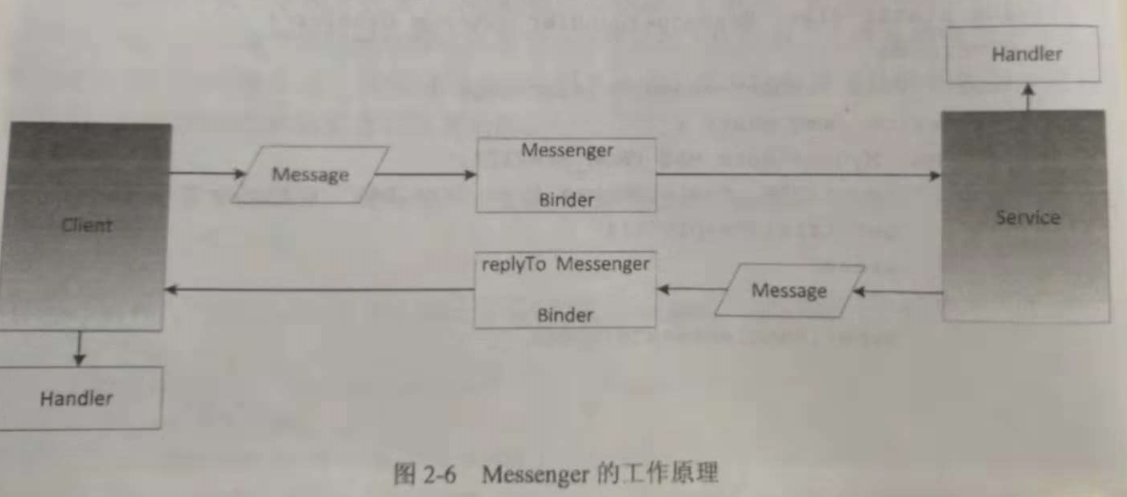 Handler
Message
Messenger
Binder
Client
Service
replyTo Messenger
Binder
Message
Handler
图 2-6 Messenger 的工作原理